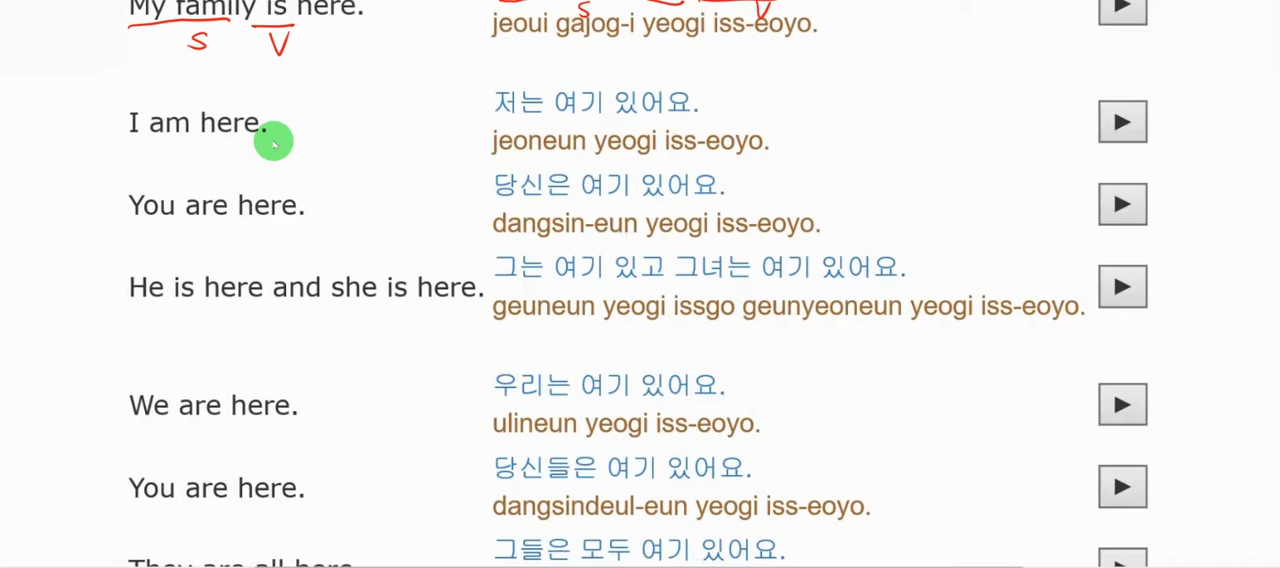 My family is here.
S V
S V
jeoui gajog-i yeogi iss-eoyo.
I am here.
저는 여기 있어요.
jeoneun yeogi iss-eoyo.
You are here.
당신은 여기 있어요.
dangsin-eun yeogi iss-eoyo.
He is here and she is here.
그는 여기 있고 그녀는 여기 있어요.
geuneun yeogi issgo geunyeoneun yeogi iss-eoyo.
We are here.
우리는 여기 있어요.
ulineun yeogi iss-eoyo.
You are here.
당신들은 여기 있어요.
dangsindeul-eun yeogi iss-eoyo.
They are all here.
그들은 모두 여기 있어요.